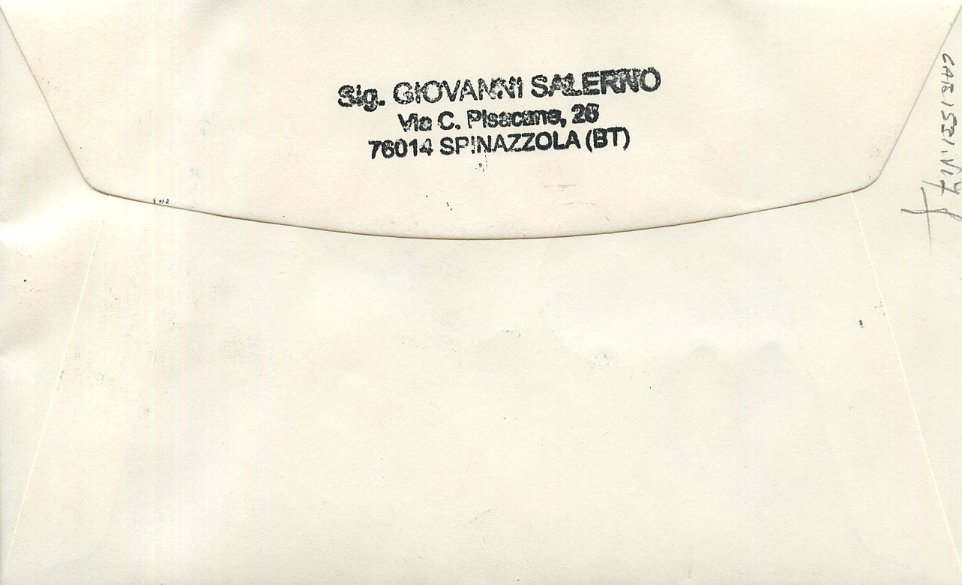 Sig. GIOVANNI SALERNO
Via C. Pisacane, 26
76014 SPINAZZOLA (BT)